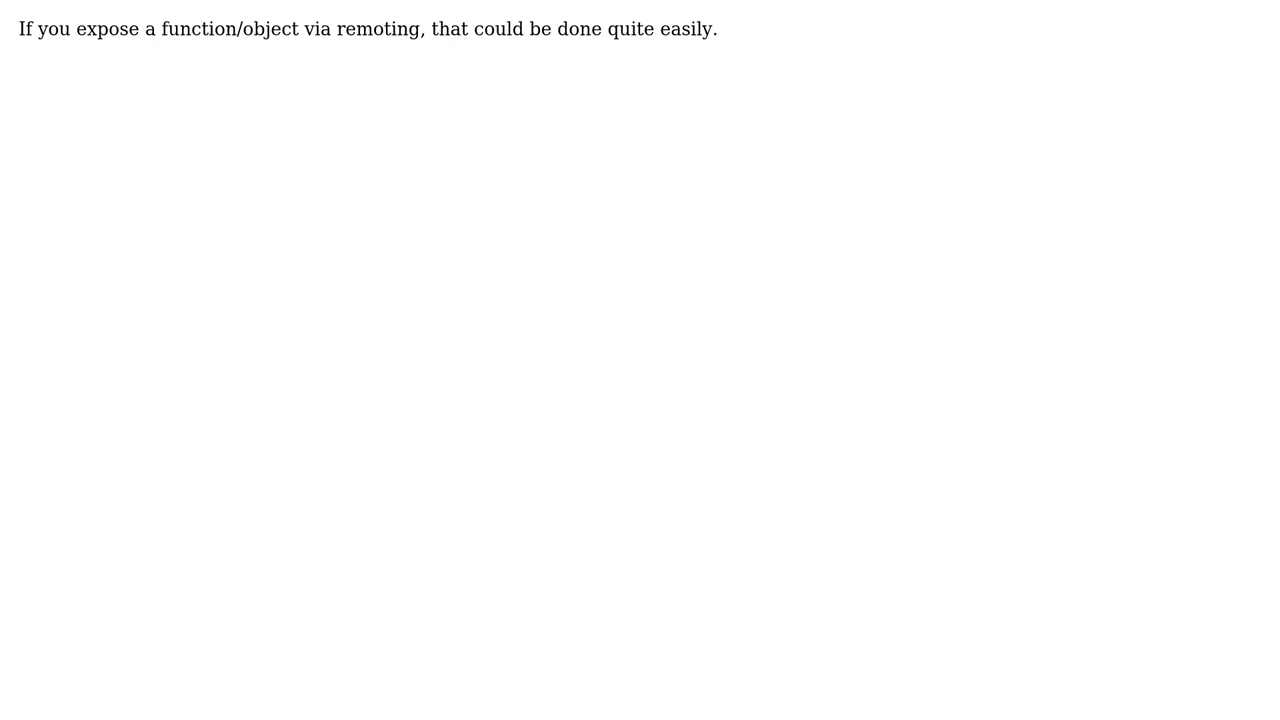 If you expose a function/object via remoting, that could be done quite easily.